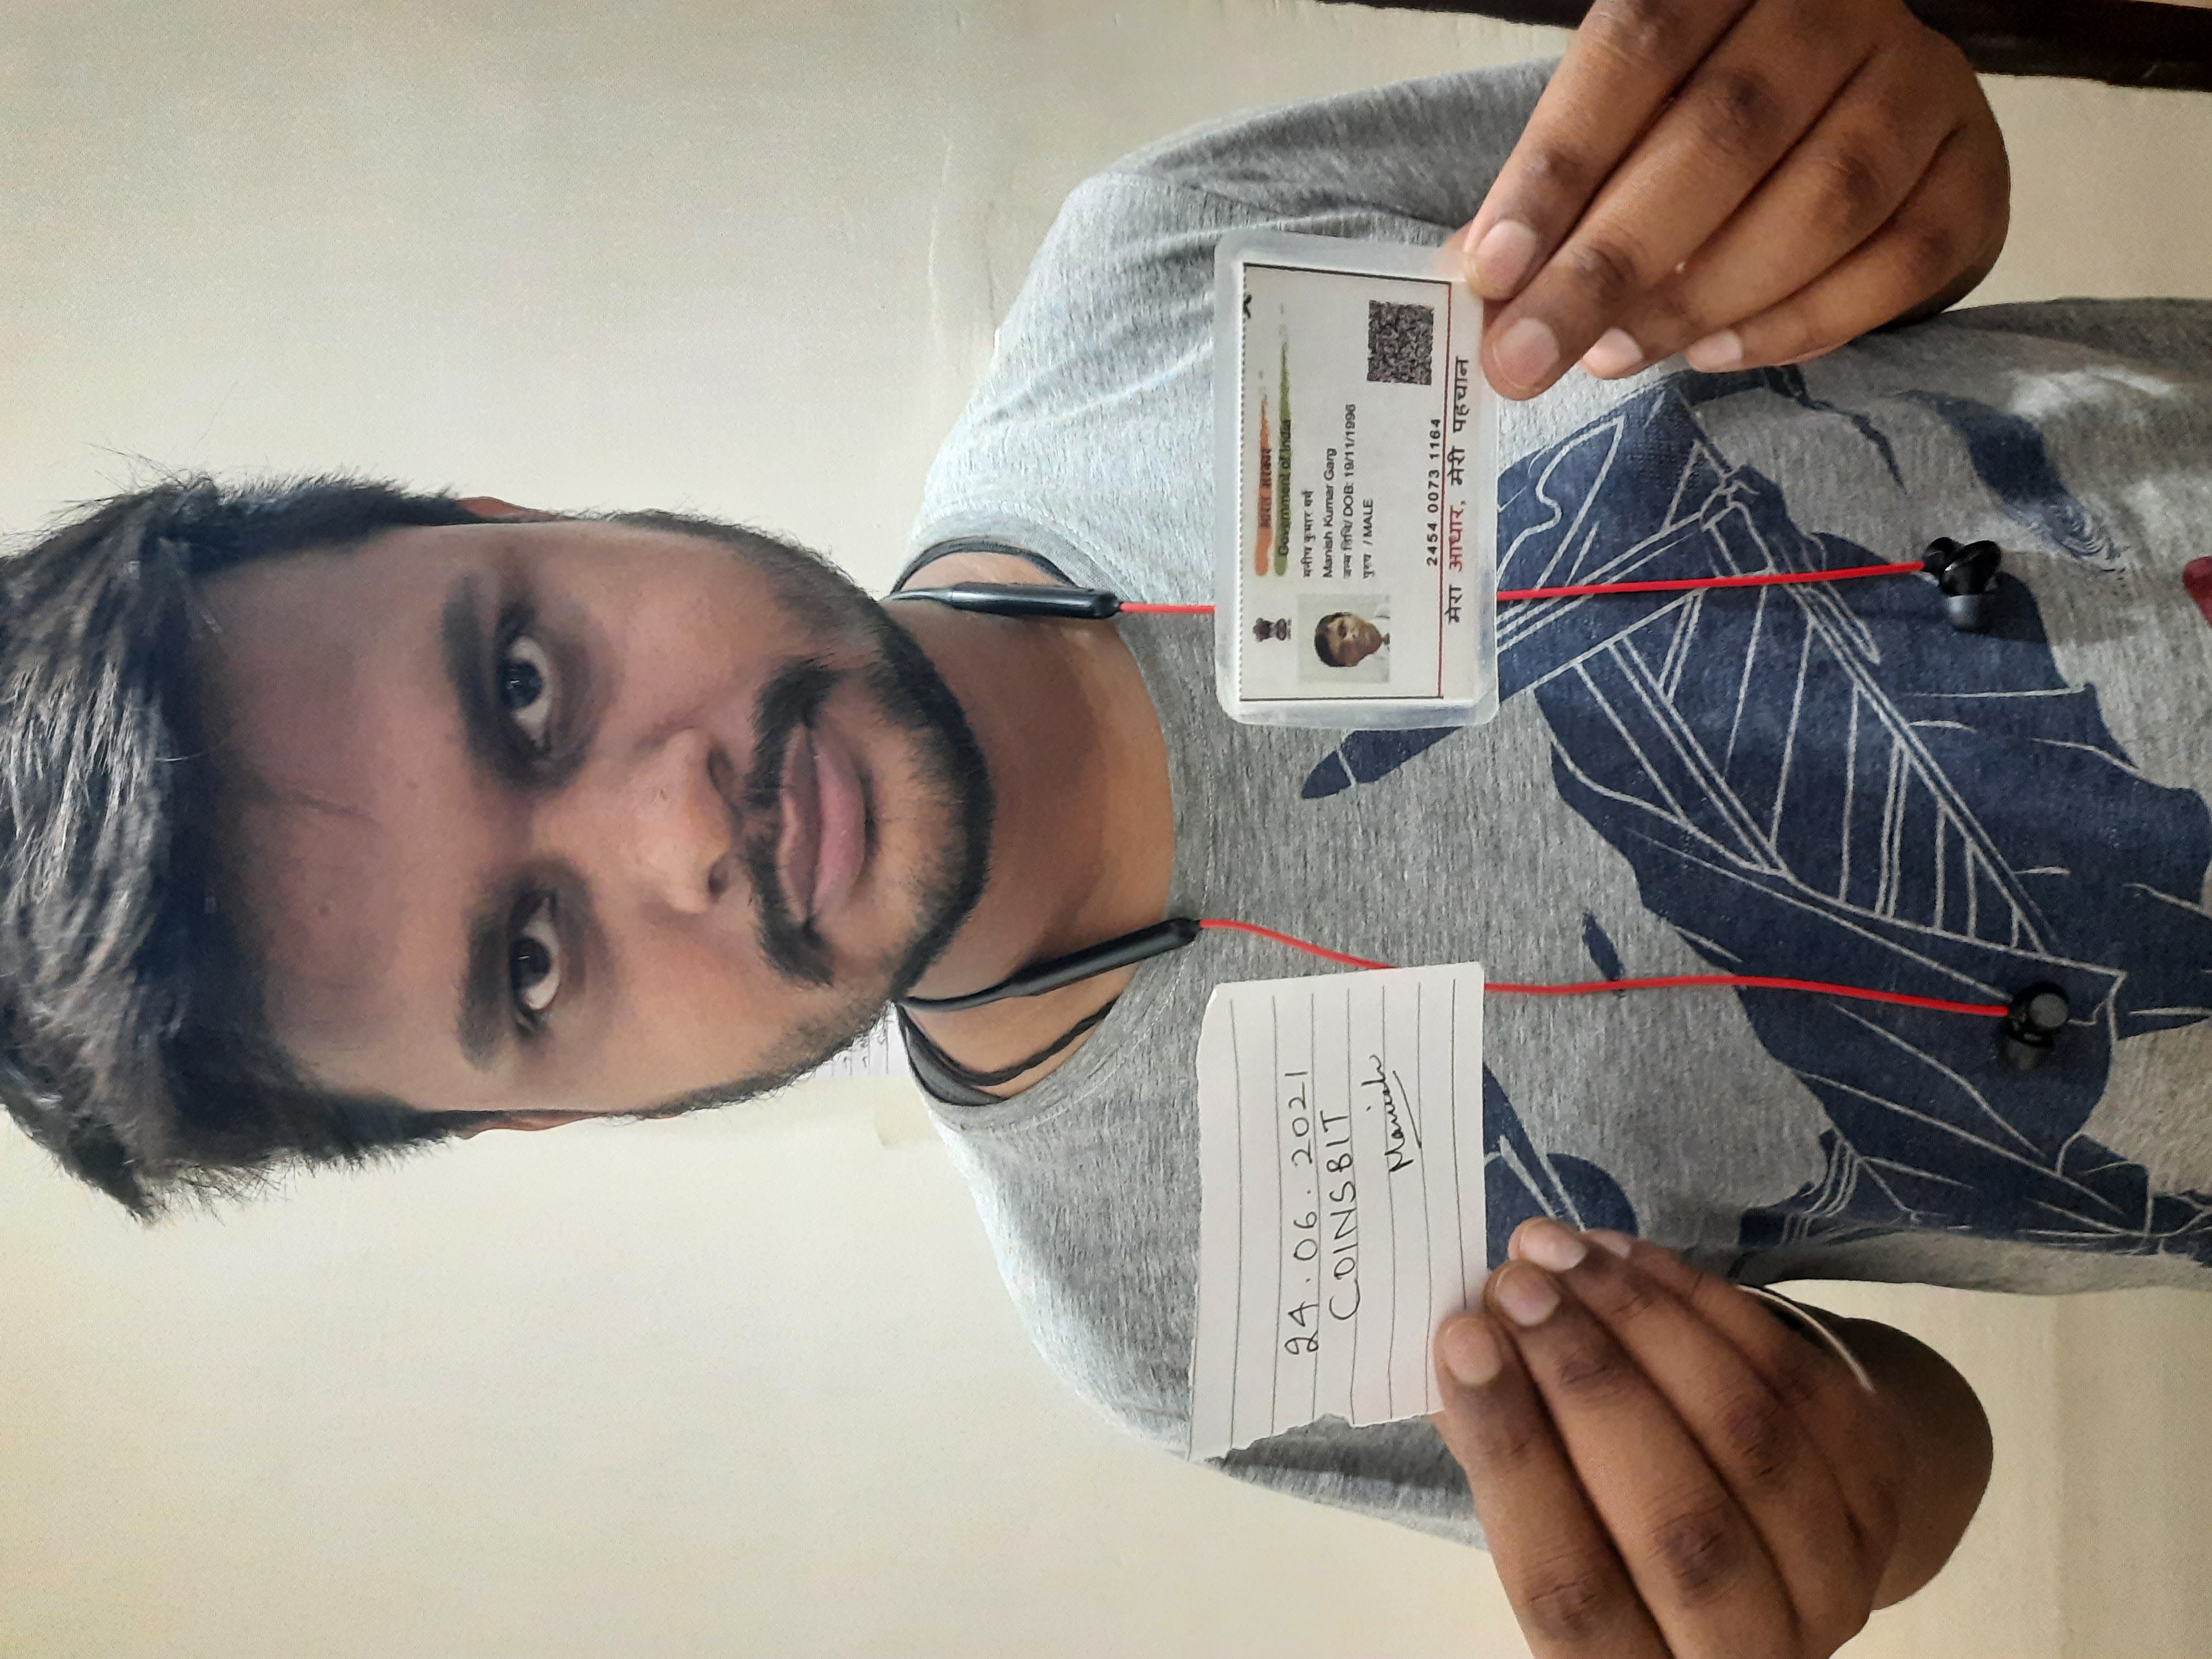 24.06.2021
COINSBIT
Manish
भारत सरकार
Government of India
मनीष कुमार गर्ग
Manish Kumar Garg
जन्म तिथि/ DOB: 19/11/1996
पुरुष / MALE
2454 0073 1164
मेरा आधार, मेरी पहचान